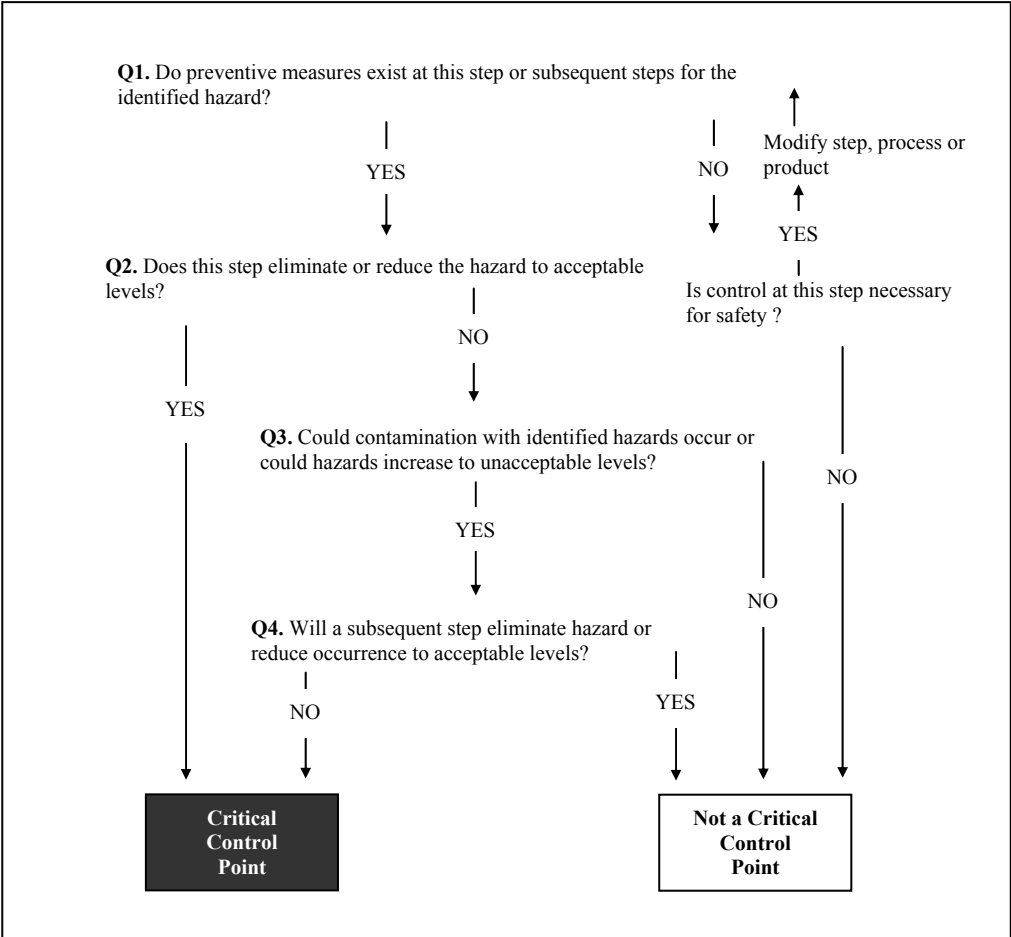 Q1. Do preventive measures exist at this step or subsequent steps for the
identified hazard?
Modify step, process or
product
YES
NO
YES
Q2. Does this step eliminate or reduce the hazard to acceptable
levels?
Is control at this step necessary
for safety ?
NO
YES
Q3. Could contamination with identified hazards occur or
could hazards increase to unacceptable levels?
NO
YES
NO
Q4. Will a subsequent step eliminate hazard or
reduce occurrence to acceptable levels?
NO
YES
Critical
Control
Point
Not a Critical
Control
Point